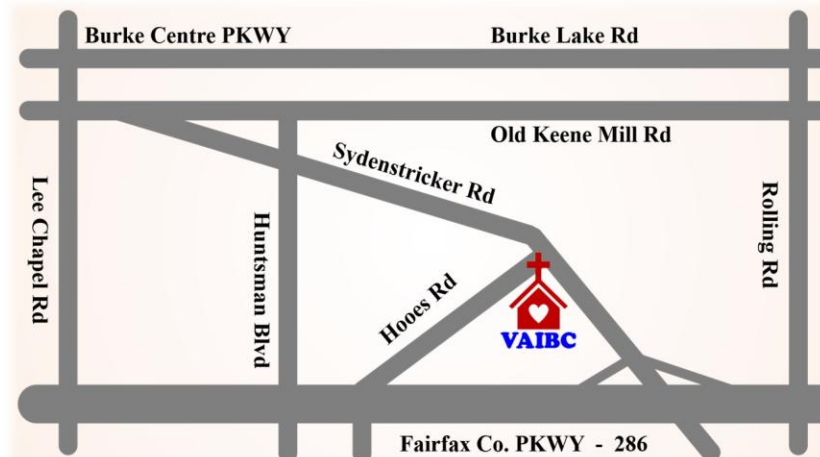 Burke Centre PKWY
Burke Lake Rd
Old Keene Mill Rd
Sydenstricker Rd
Lee Chapel Rd
Huntsman Blvd
Hooes Rd
Rolling Rd
VAIBC
Fairfax Co. PKWY - 286